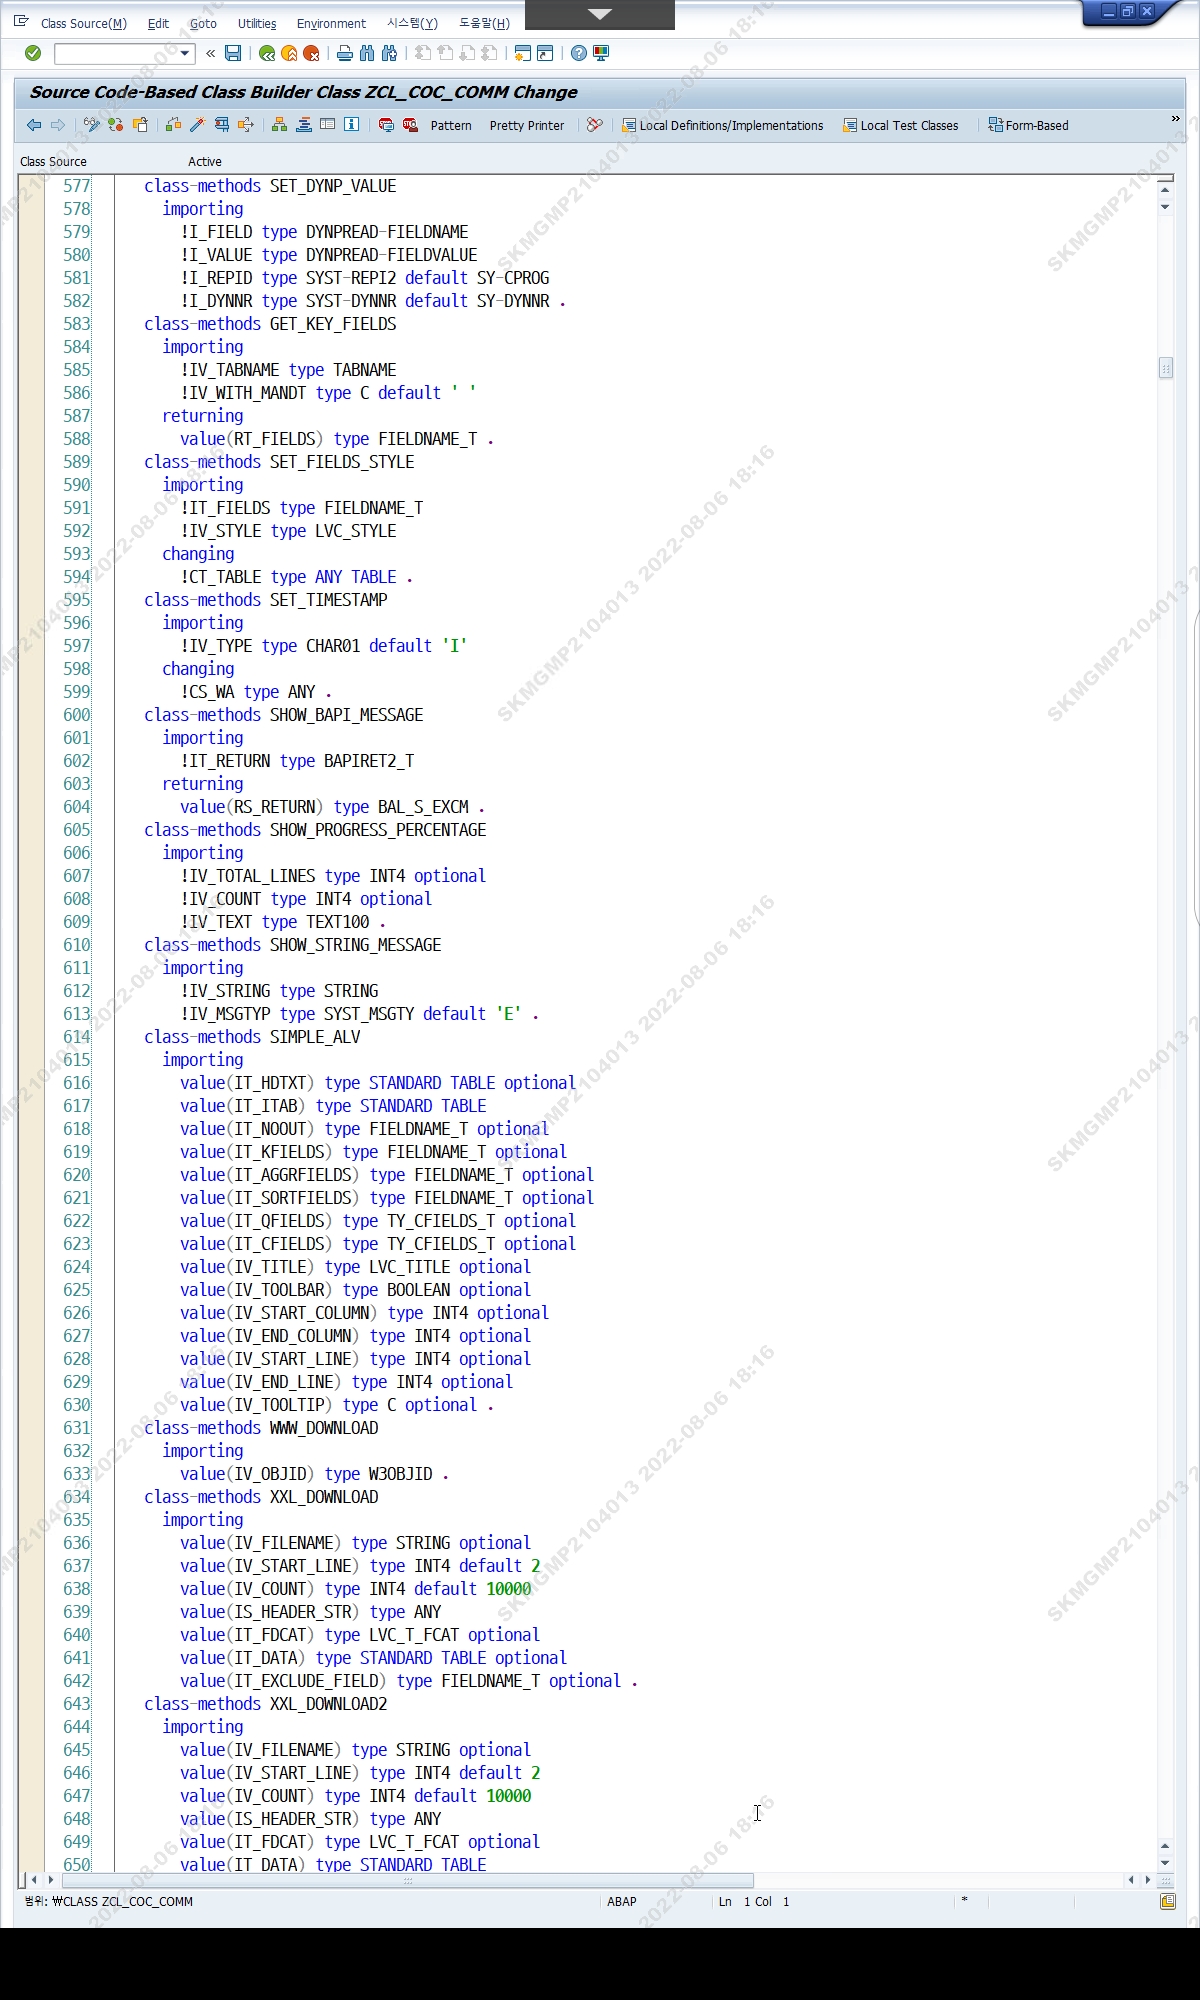 Class Source(M) Edit Goto Utilities Environment 시스템(Y) 도움말(H)
Source Code-Based Class Builder Class ZCL_COC_COMM Change
Pattern Pretty Printer Local Definitions/Implementations Local Test Classes Form-Based »
Class Source Active
577 class-methods SET_DYNP_VALUE
578 importing
579 !I_FIELD type DYNPREAD-FIELDNAME
580 !I_VALUE type DYNPREAD-FIELDVALUE
581 !I_REPID type SYST-REPI2 default SY-CPROG
582 !I_DYNNR type SYST-DYNNR default SY-DYNNR .
583 class-methods GET_KEY_FIELDS
584 importing
585 !IV_TABNAME type TABNAME
586 !IV_WITH_MANDT type C default ' '
587 returning
588 value(RT_FIELDS) type FIELDNAME_T .
589 class-methods SET_FIELDS_STYLE
590 importing
591 !IT_FIELDS type FIELDNAME_T
592 !IV_STYLE type LVC_STYLE
593 changing
594 !CT_TABLE type ANY TABLE .
595 class-methods SET_TIMESTAMP
596 importing
597 !IV_TYPE type CHAR01 default 'I'
598 changing
599 !CS_WA type ANY .
600 class-methods SHOW_BAPI_MESSAGE
601 importing
602 !IT_RETURN type BAPIRET2_T
603 returning
604 value(RS_RETURN) type BAL_S_EXCM .
605 class-methods SHOW_PROGRESS_PERCENTAGE
606 importing
607 !IV_TOTAL_LINES type INT4 optional
608 !IV_COUNT type INT4 optional
609 !IV_TEXT type TEXT100 .
610 class-methods SHOW_STRING_MESSAGE
611 importing
612 !IV_STRING type STRING
613 !IV_MSGTYP type SYST_MSGTY default 'E' .
614 class-methods SIMPLE_ALV
615 importing
616 value(IT_HDTXT) type STANDARD TABLE optional
617 value(IT_ITAB) type STANDARD TABLE
618 value(IT_NOOUT) type FIELDNAME_T optional
619 value(IT_KFIELDS) type FIELDNAME_T optional
620 value(IT_AGGRFIELDS) type FIELDNAME_T optional
621 value(IT_SORTFIELDS) type FIELDNAME_T optional
622 value(IT_QFIELDS) type TY_CFIELDS_T optional
623 value(IT_CFIELDS) type TY_CFIELDS_T optional
624 value(IV_TITLE) type LVC_TITLE optional
625 value(IV_TOOLBAR) type BOOLEAN optional
626 value(IV_START_COLUMN) type INT4 optional
627 value(IV_END_COLUMN) type INT4 optional
628 value(IV_START_LINE) type INT4 optional
629 value(IV_END_LINE) type INT4 optional
630 value(IV_TOOLTIP) type C optional .
631 class-methods WWW_DOWNLOAD
632 importing
633 value(IV_OBJID) type W3OBJID .
634 class-methods XXL_DOWNLOAD
635 importing
636 value(IV_FILENAME) type STRING optional
637 value(IV_START_LINE) type INT4 default 2
638 value(IV_COUNT) type INT4 default 10000
639 value(IS_HEADER_STR) type ANY
640 value(IT_FDCAT) type LVC_T_FCAT optional
641 value(IT_DATA) type STANDARD TABLE optional
642 value(IT_EXCLUDE_FIELD) type FIELDNAME_T optional .
643 class-methods XXL_DOWNLOAD2
644 importing
645 value(IV_FILENAME) type STRING optional
646 value(IV_START_LINE) type INT4 default 2
647 value(IV_COUNT) type INT4 default 10000
648 value(IS_HEADER_STR) type ANY
649 value(IT_FDCAT) type LVC_T_FCAT optional
650 value(IT_DATA) type STANDARD TABLE
범위: ₩CLASS ZCL_COC_COMM ABAP Ln 1 Col 1 *
SKMGMP2104013 2022-08-06 18:16
SKMGMP2104013 2022-08-06 18:16
SKMGMP2104013 2022-08-06 18:16